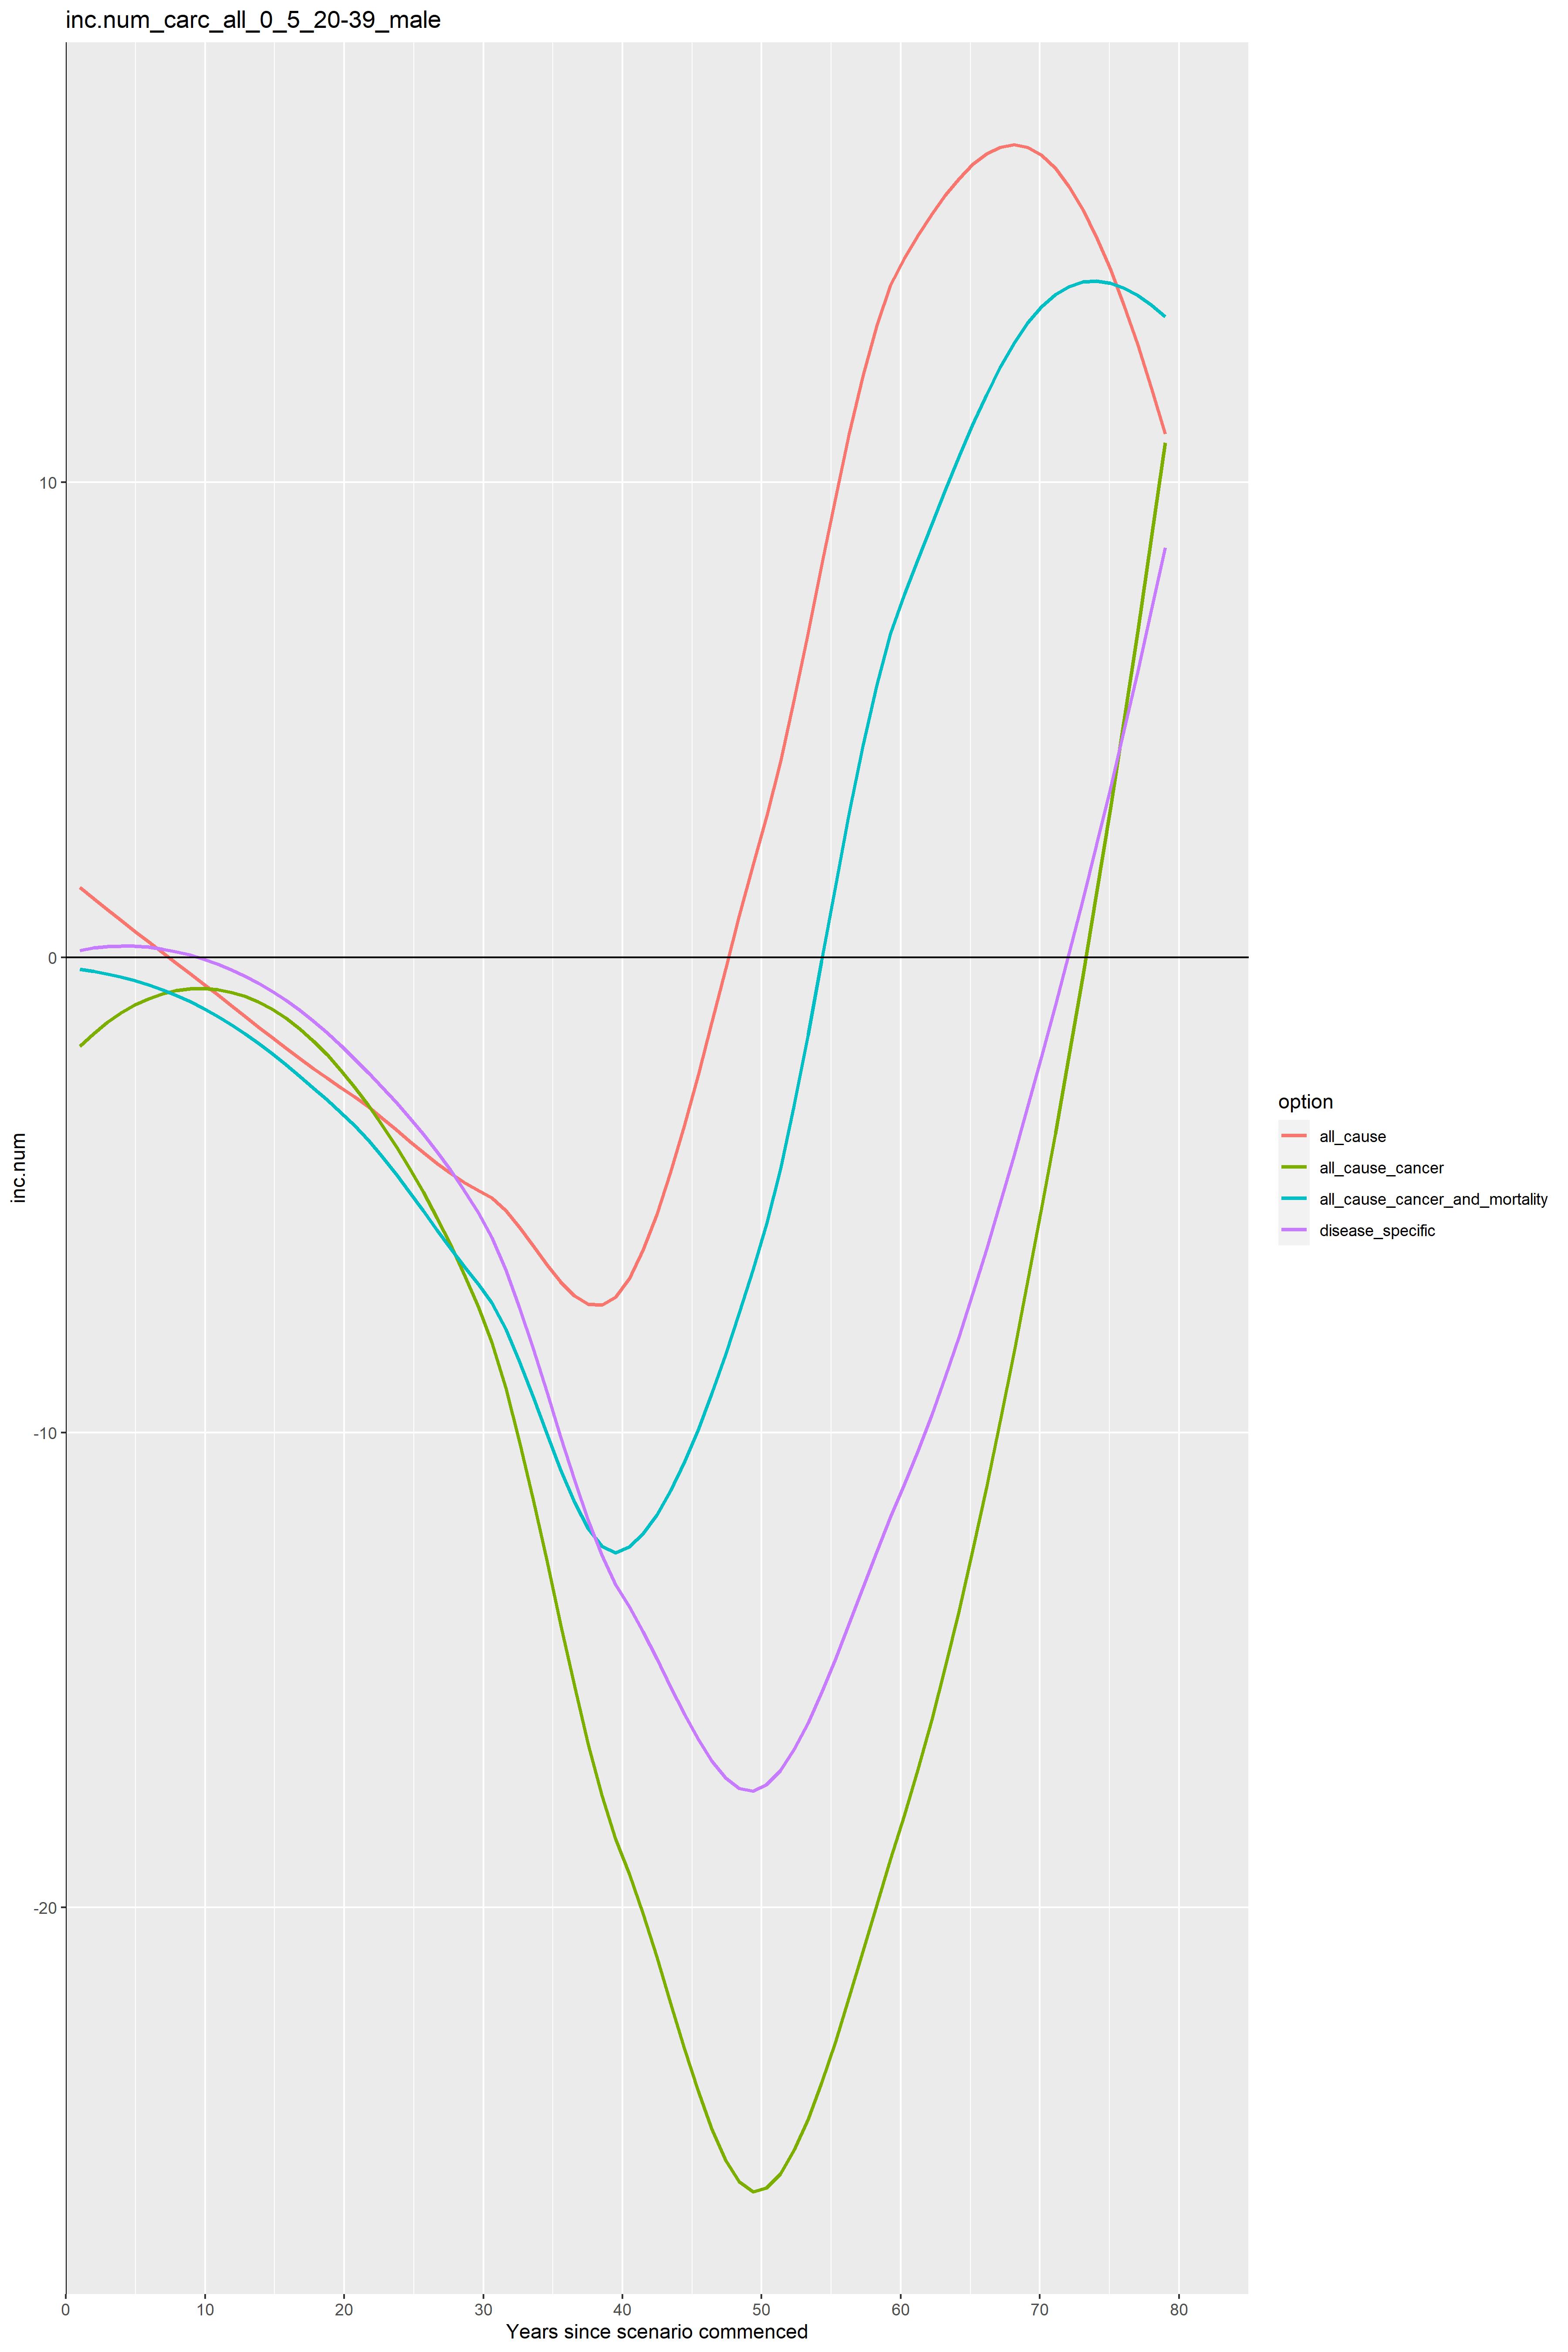 inc.num_carc_all_0_5_20-39_male
inc.num
10
0
-10
-20
0 10 20 30 40 50 60 70 80
Years since scenario commenced
option
all_cause
all_cause_cancer
all_cause_cancer_and_mortality
disease_specific